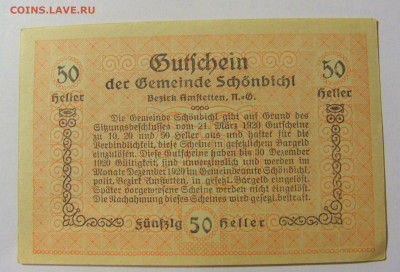 COINS.LAVE.RU
Gutschein
50 der Gemeinde Schönbichl 50
Heller Bezirk Amstetten, N.-Ö. Heller
Die Gemeinde Schönbichl gibt auf Grund des
Sitzungsbeschlusses vom 21. März 1920 Gutscheine
zu 10, 20 und 50 Heller aus und haftet für die
Verbindlichkeit, diese Scheine in gesetzlichem Bargeld
einzulösen. Diese Gutscheine haben bis 30 Dezember
1920 Gültigkeit, sind unverzinslich und werden im
Monate Dezember 1920 im Gemeindeamte Schönbichl,
polit. Bezirk Amstetten, in gesezl. Bargeld eingelöst.
Später vorgewiesene Scheine werden nicht eingelöst.
Die Nachahmung dieses Scheines wird gesezl. bestraft.
Fünfzig 50 Heller